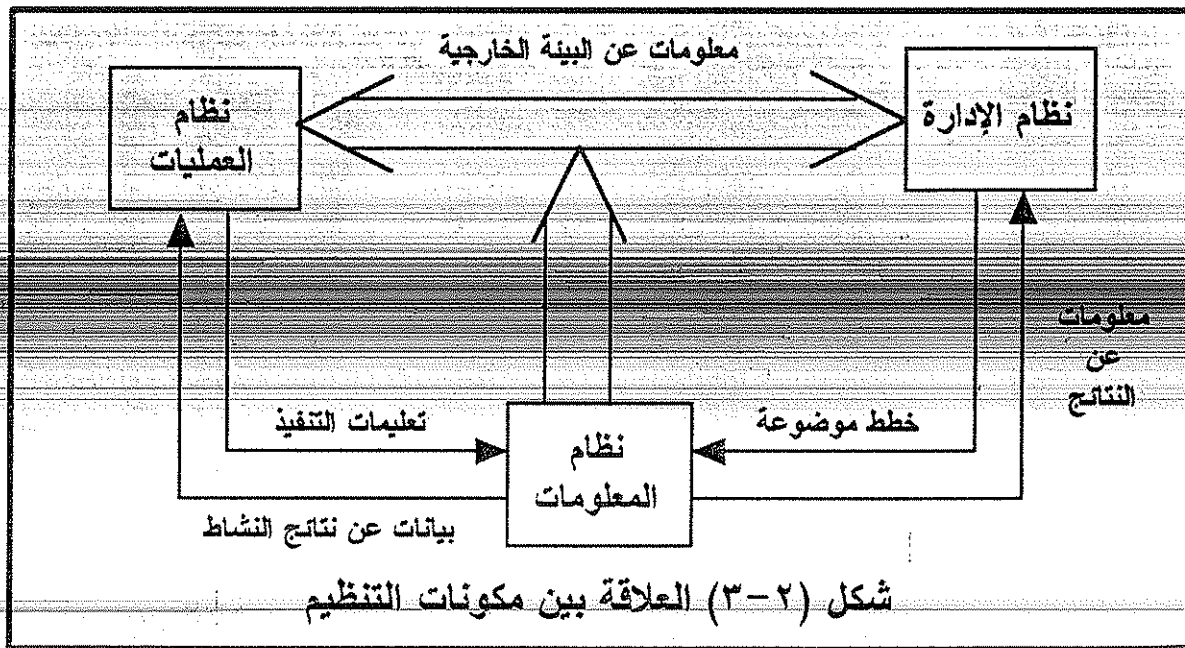 معلومات عن البيئة الخارجية
نظام الإدارة
نظام
العمليات
معلومات
عن
النتائج
خطط موضوعة
تعليمات التنفيذ
نظام
المعلومات
بيانات عن نتائج النشاط
شكل (٢-٣) العلاقة بين مكونات التنظيم